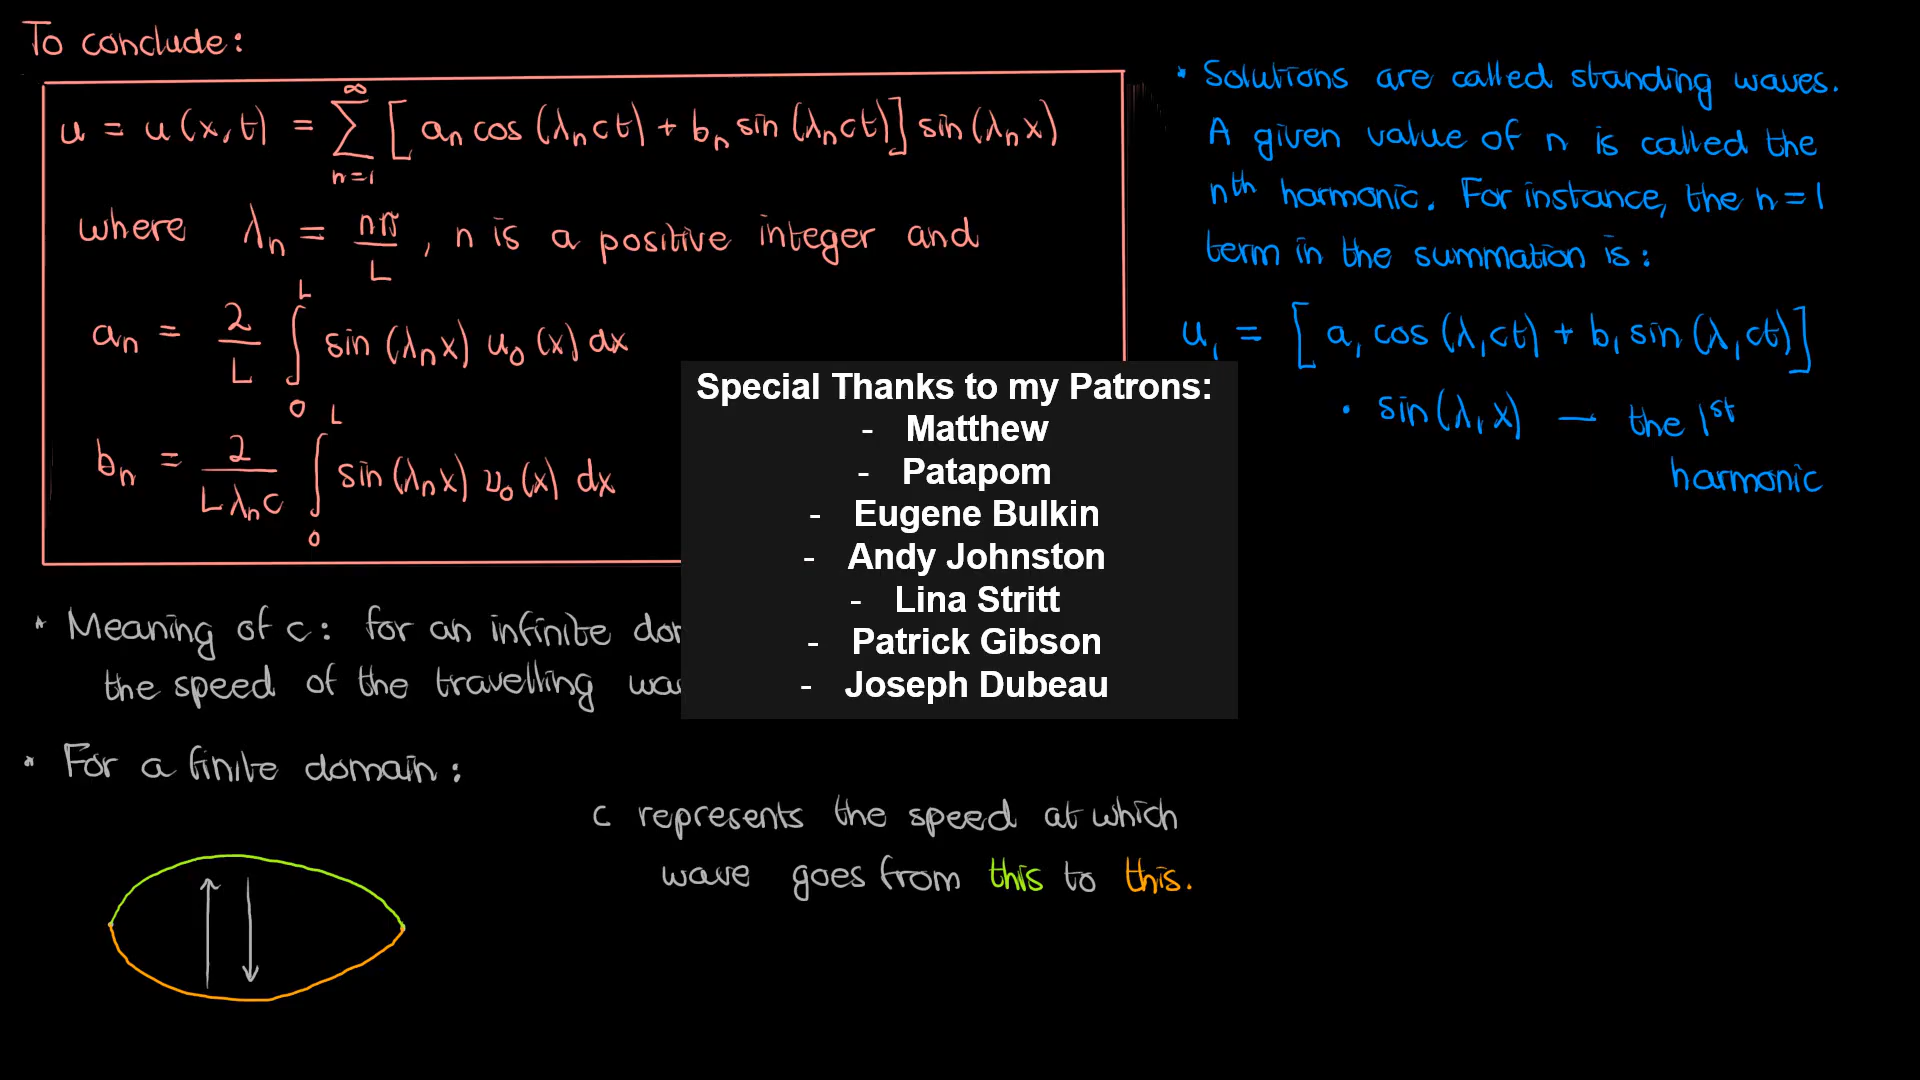 To conclude:
u = u(x,t) = ∑_{n=1}^{∞} [a_n cos(λ_n ct) + b_n sin(λ_n ct)] sin(λ_n x)
where λ_n = nπ/L, n is a positive integer and
a_n = 2/L ∫_0^L sin(λ_n x) u_0(x) dx
b_n = 2/(Lλ_n c) ∫_0^L sin(λ_n x) v_0(x) dx
* Meaning of c: for an infinite
the speed of the travelling
* For a finite domain:
c represents the speed at which
wave goes from this to this.
* Solutions are called standing waves.
A given value of n is called the
nth harmonic. For instance, the n=1
term in the summation is:
u_1 = [a_1 cos(λ_1 ct) + b_1 sin(λ_1 ct)]
· sin(λ_1 x) — the 1st
harmonic
Special Thanks to my Patrons:
- Matthew
- Patapom
- Eugene Bulkin
- Andy Johnston
- Lina Stritt
- Patrick Gibson
- Joseph Dubeau